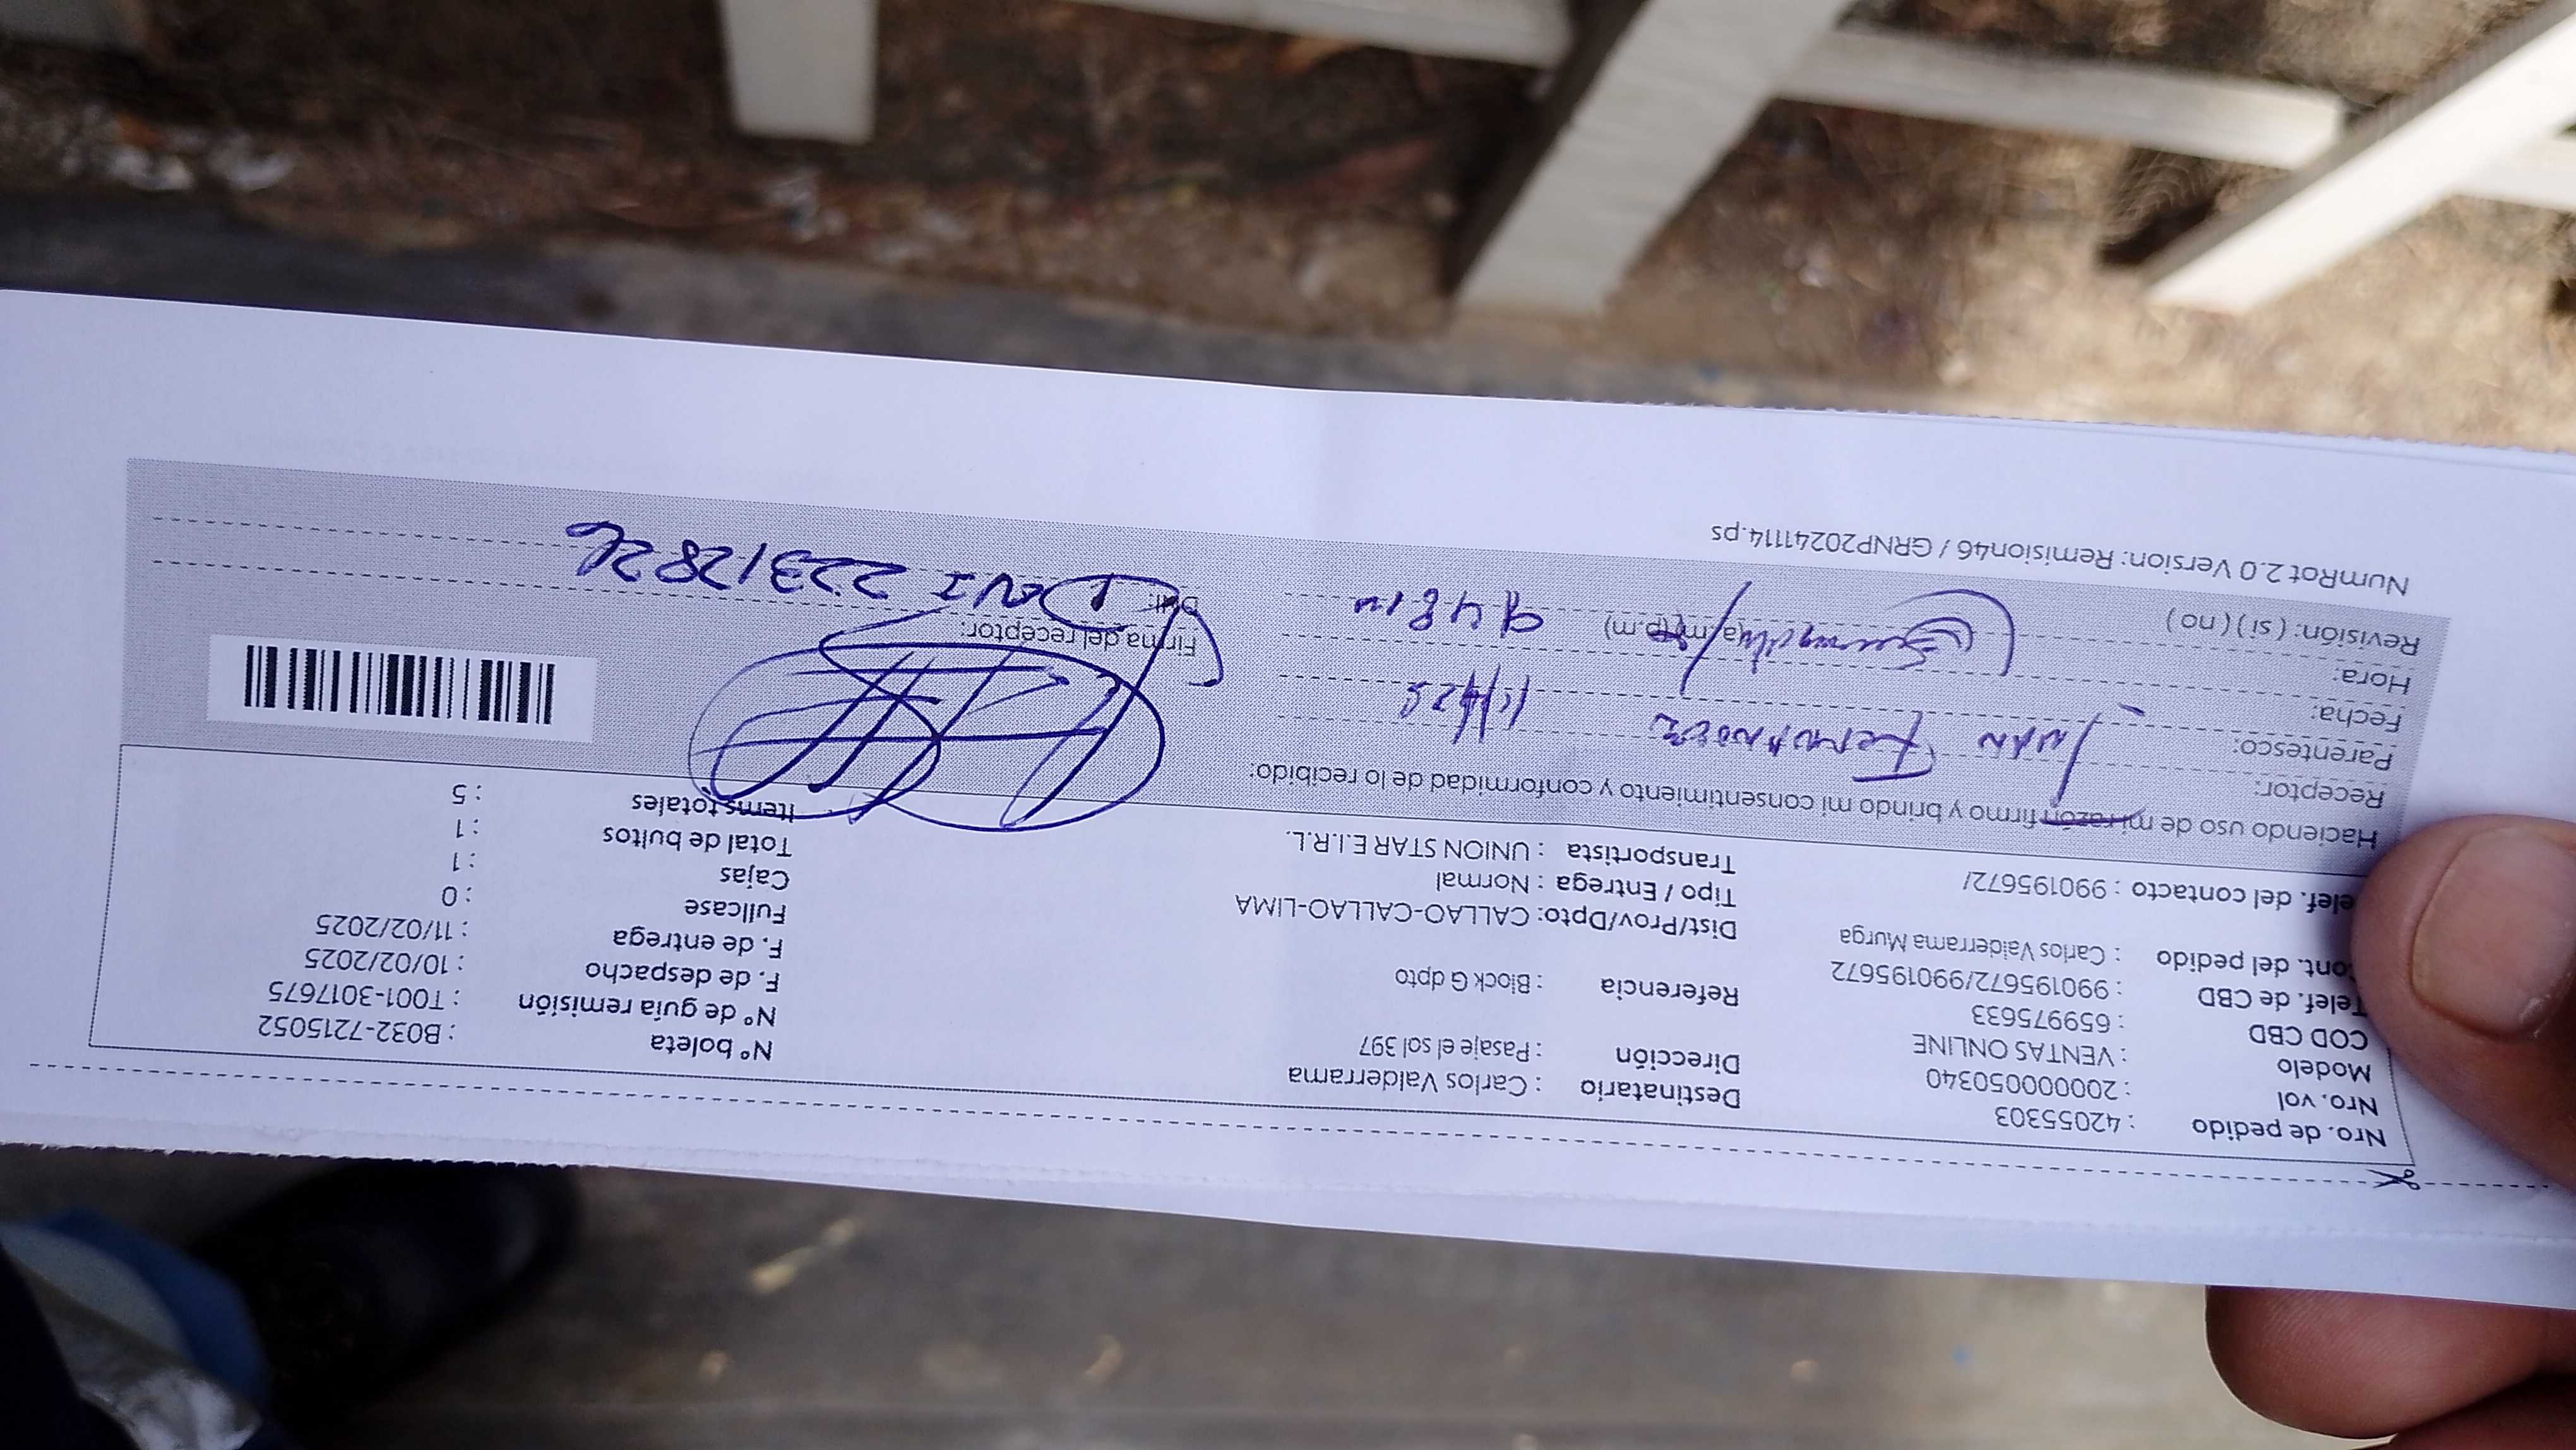 Nro. de pedido : 42055303
Nro. vol : 20000050340
Modelo : VENTAS ONLINE
COD CBD : 659975633
Telef. de CBD : 990195672/990195672
Cont. del pedido : Carlos Valderrama Murga
elef. del contacto : 990195672/
Destinatario : Carlos Valderrama
Dirección : Pasaje el sol 397
Referencia : Block G dpto
Dist/Prov/Dpto: CALLAO-CALLAO-LIMA
Tipo / Entrega : Normal
Transportista : UNION STAR E.I.R.L.
N° boleta : B032-7215052
N° de guía remisión : T001-3017675
F. de despacho : 10/02/2025
F. de entrega : 11/02/2025
Fullcase : 0
Cajas : 1
Total de bultos : 1
Items totales : 5
Haciendo uso de mi razón firmo y brindo mi consentimiento y conformidad de lo recibido:
Receptor: Juan Fernandez
Parentesco:
Fecha:
Hora: (a.m) (p.m)
Revisión: ( si ) ( no )
Firma del receptor:
Dni: DNI 22312826
NumRot 2.0 Version: Remision46 / GRNP20241114.ps